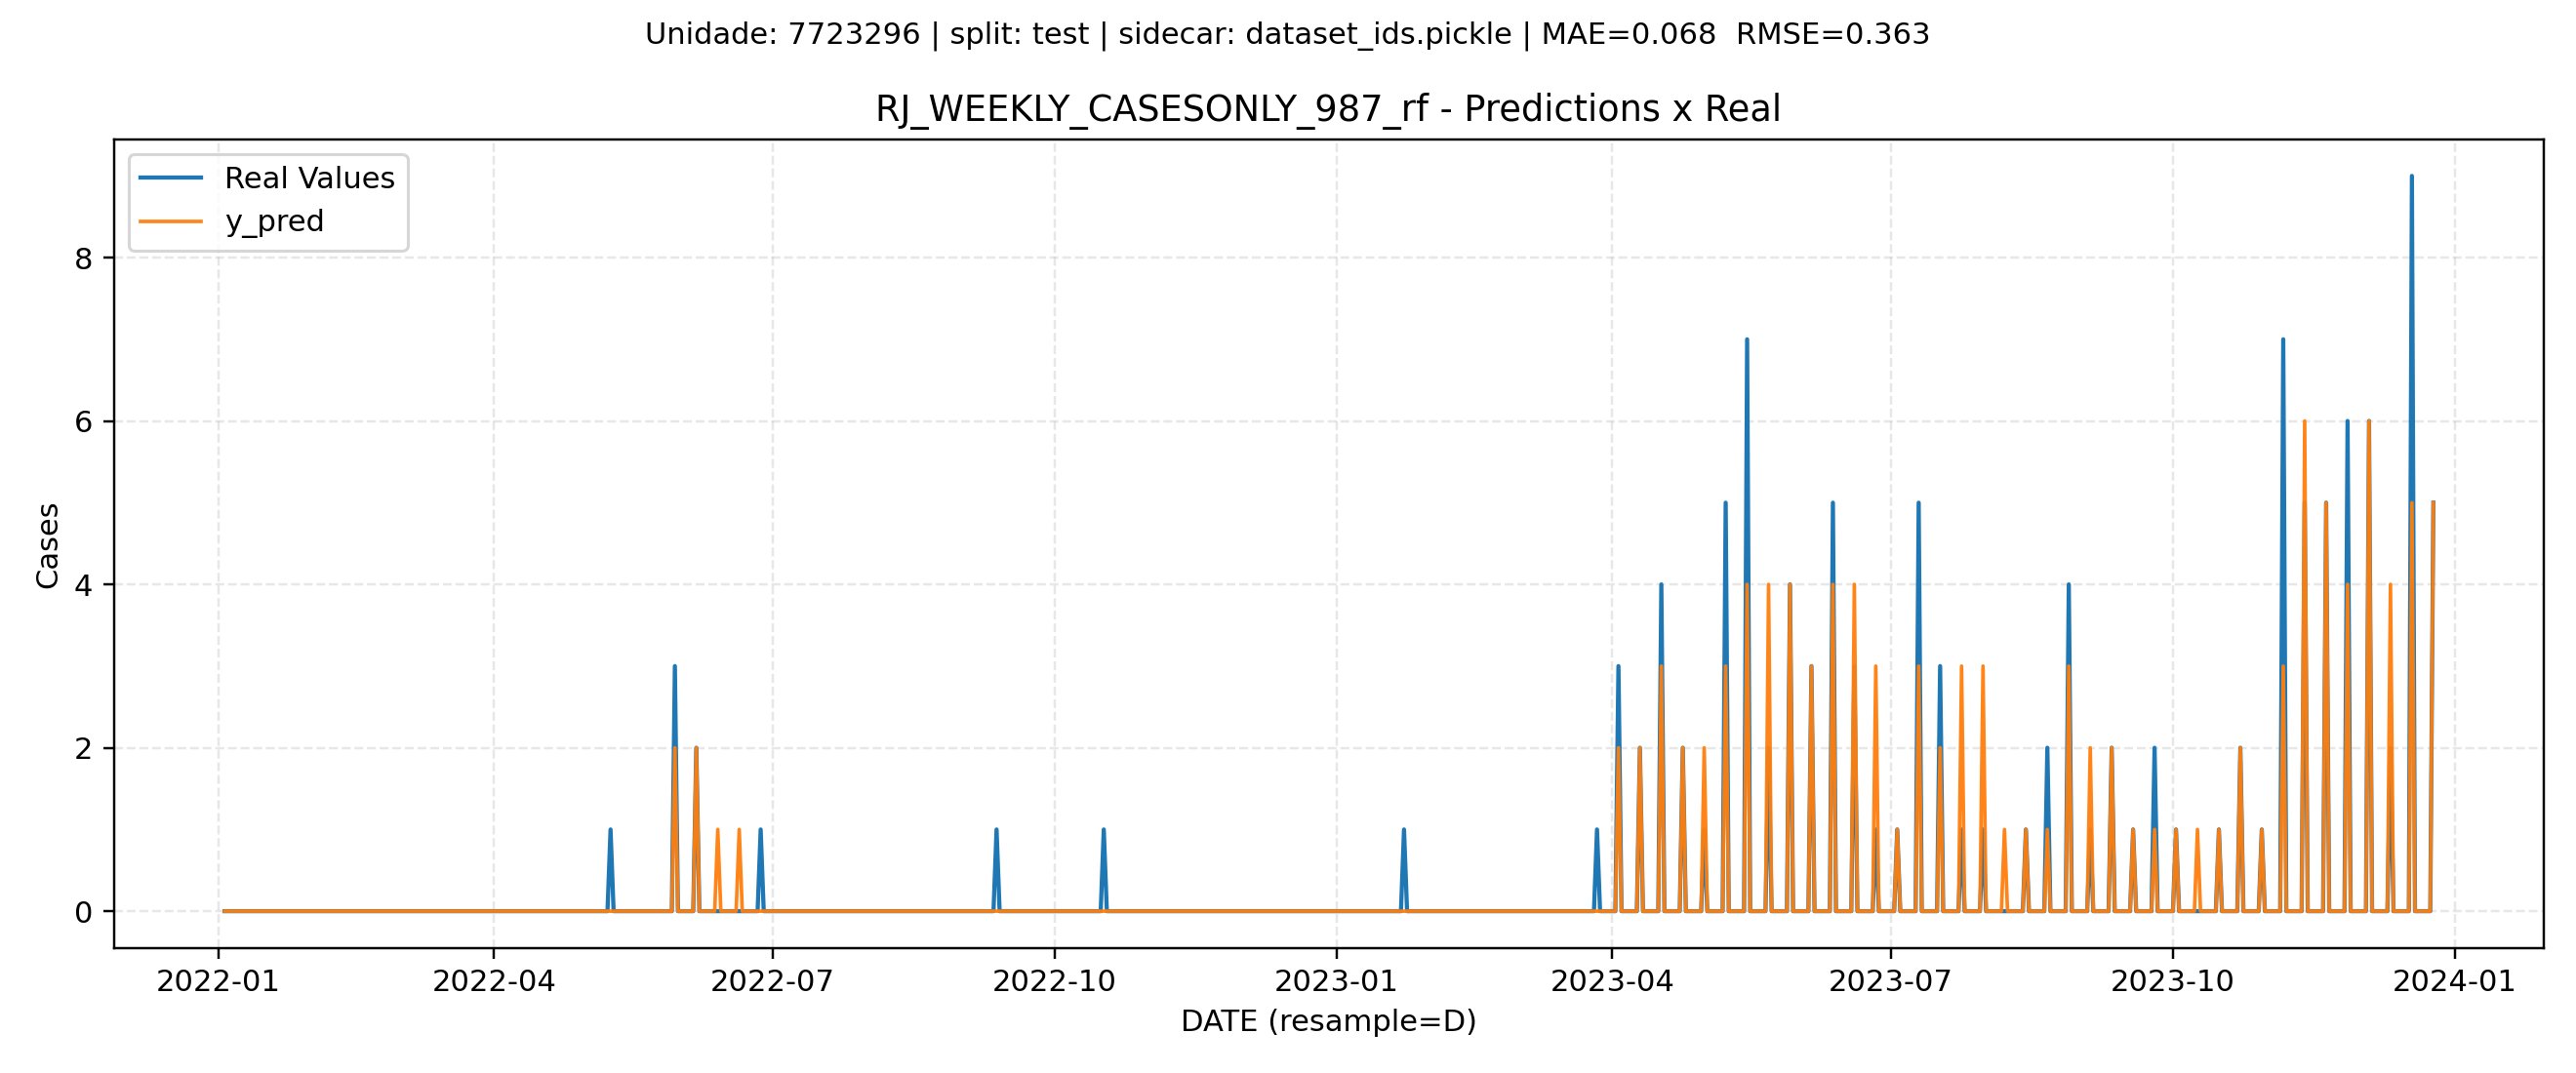 Unidade: 7723296 | split: test | sidecar: dataset_ids.pickle | MAE=0.068  RMSE=0.363
RJ_WEEKLY_CASESONLY_987_rf - Predictions x Real
Real Values
y_pred
8
6
4
2
0
Cases
2022-01
2022-04
2022-07
2022-10
2023-01
2023-04
2023-07
2023-10
2024-01
DATE (resample=D)